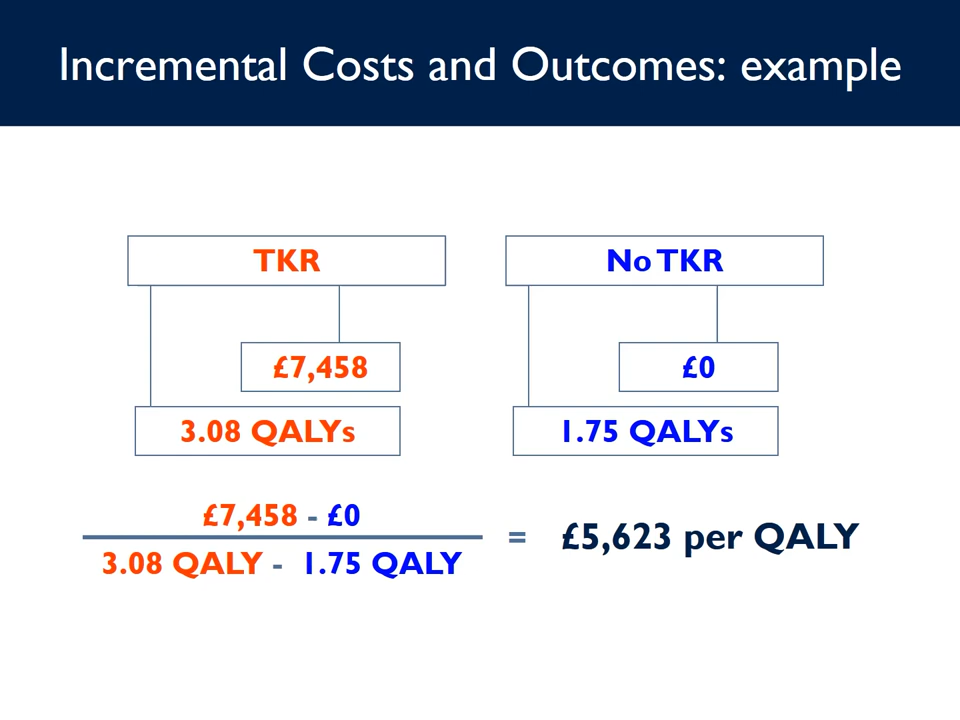 Incremental Costs and Outcomes: example
TKR
No TKR
£7,458
£0
3.08 QALYs
1.75 QALYs
£7,458 - £0
3.08 QALY - 1.75 QALY
= £5,623 per QALY